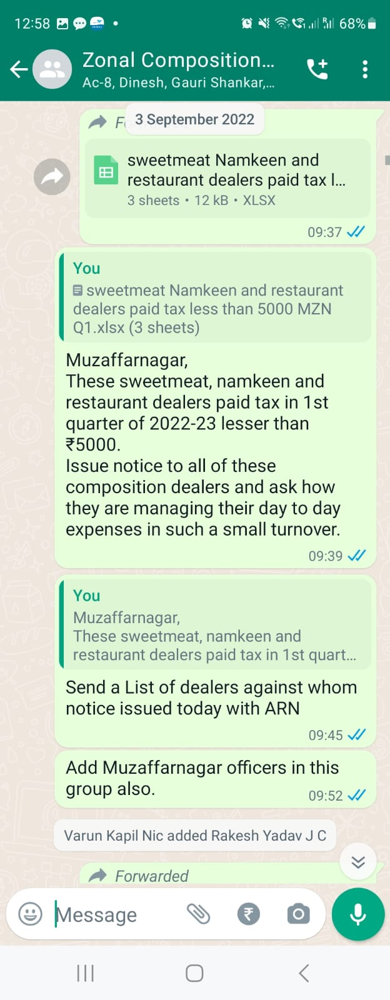 12:58
68%
Zonal Composition...
Ac-8, Dinesh, Gauri Shankar,...
3 September 2022
sweetmeat Namkeen and
restaurant dealers paid tax l...
3 sheets • 12 kB • XLSX
09:37
You
sweetmeat Namkeen and restaurant
dealers paid tax less than 5000 MZN
Q1.xlsx (3 sheets)
Muzaffarnagar,
These sweetmeat, namkeen and
restaurant dealers paid tax in 1st
quarter of 2022-23 lesser than
₹5000.
Issue notice to all of these
composition dealers and ask how
they are managing their day to day
expenses in such a small turnover.
09:39
You
Muzaffarnagar,
These sweetmeat, namkeen and
restaurant dealers paid tax in 1st quart...
Send a List of dealers against whom
notice issued today with ARN
09:45
Add Muzaffarnagar officers in this
group also.
09:52
Varun Kapil Nic added Rakesh Yadav J C
Forwarded
Message